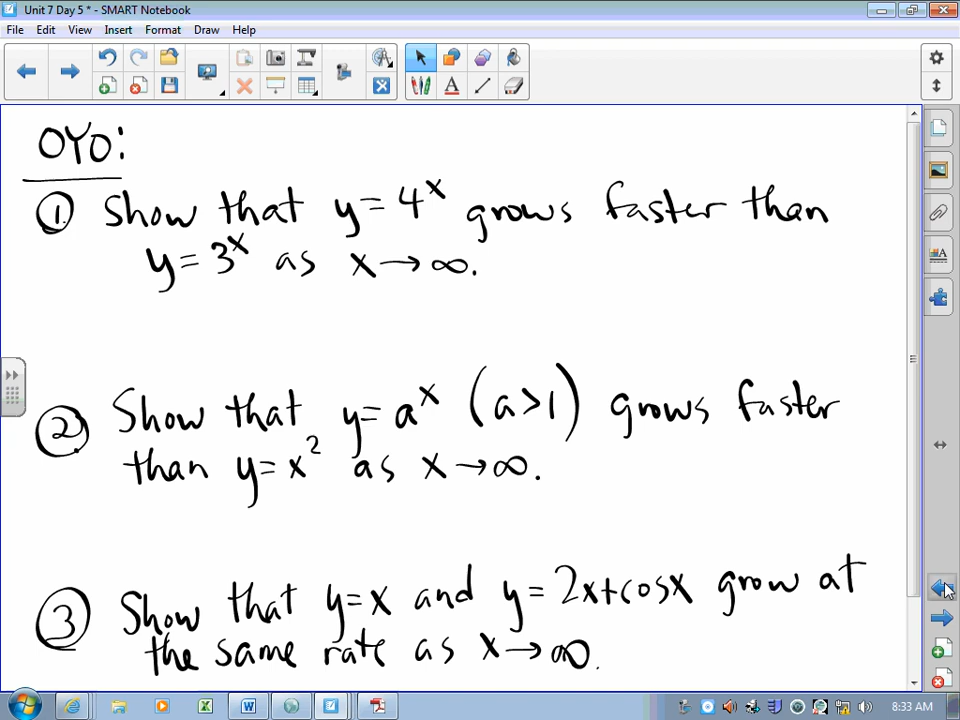 Unit 7 Day 5 * - SMART Notebook
File Edit View Insert Format Draw Help
OYO:
① Show that y = 4^x grows faster than
y = 3^x as x → ∞.
② Show that y = a^x (a > 1) grows faster
than y = x^2 as x → ∞.
③ Show that y = x and y = 2x + cos x grow at
the same rate as x → ∞.
8:33 AM